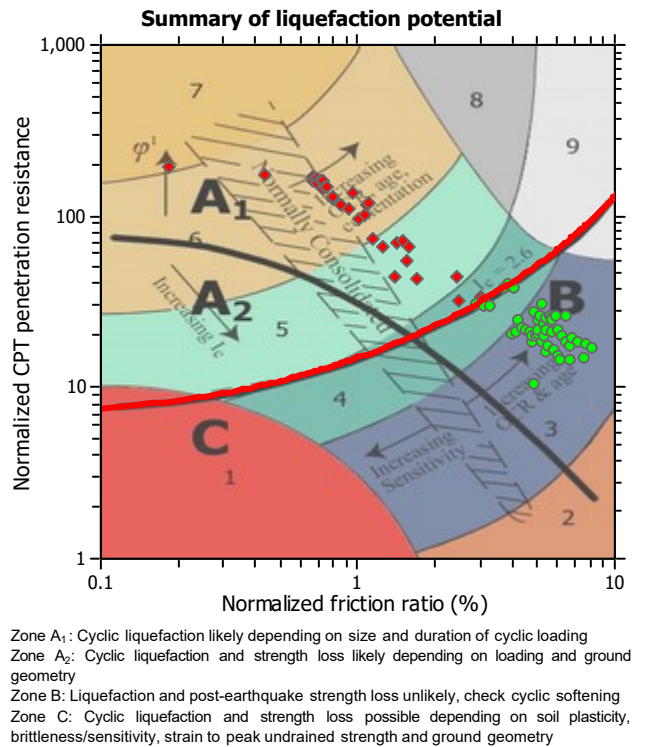 Summary of liquefaction potential
1,000
100
10
1
Normalized CPT penetration resistance
7
8
9
φ'
A1
6
A2
5
4
C
1
B
3
2
Increasing
OCR, age,
cementation
Normally Consolidated
Increasing Ic
Ic = 2.6
Increasing
OCR & age
Increasing
Sensitivity
0.1
1
10
Normalized friction ratio (%)
Zone A1: Cyclic liquefaction likely depending on size and duration of cyclic loading
Zone A2: Cyclic liquefaction and strength loss likely depending on loading and ground
geometry
Zone B: Liquefaction and post-earthquake strength loss unlikely, check cyclic softening
Zone C: Cyclic liquefaction and strength loss possible depending on soil plasticity,
brittleness/sensitivity, strain to peak undrained strength and ground geometry